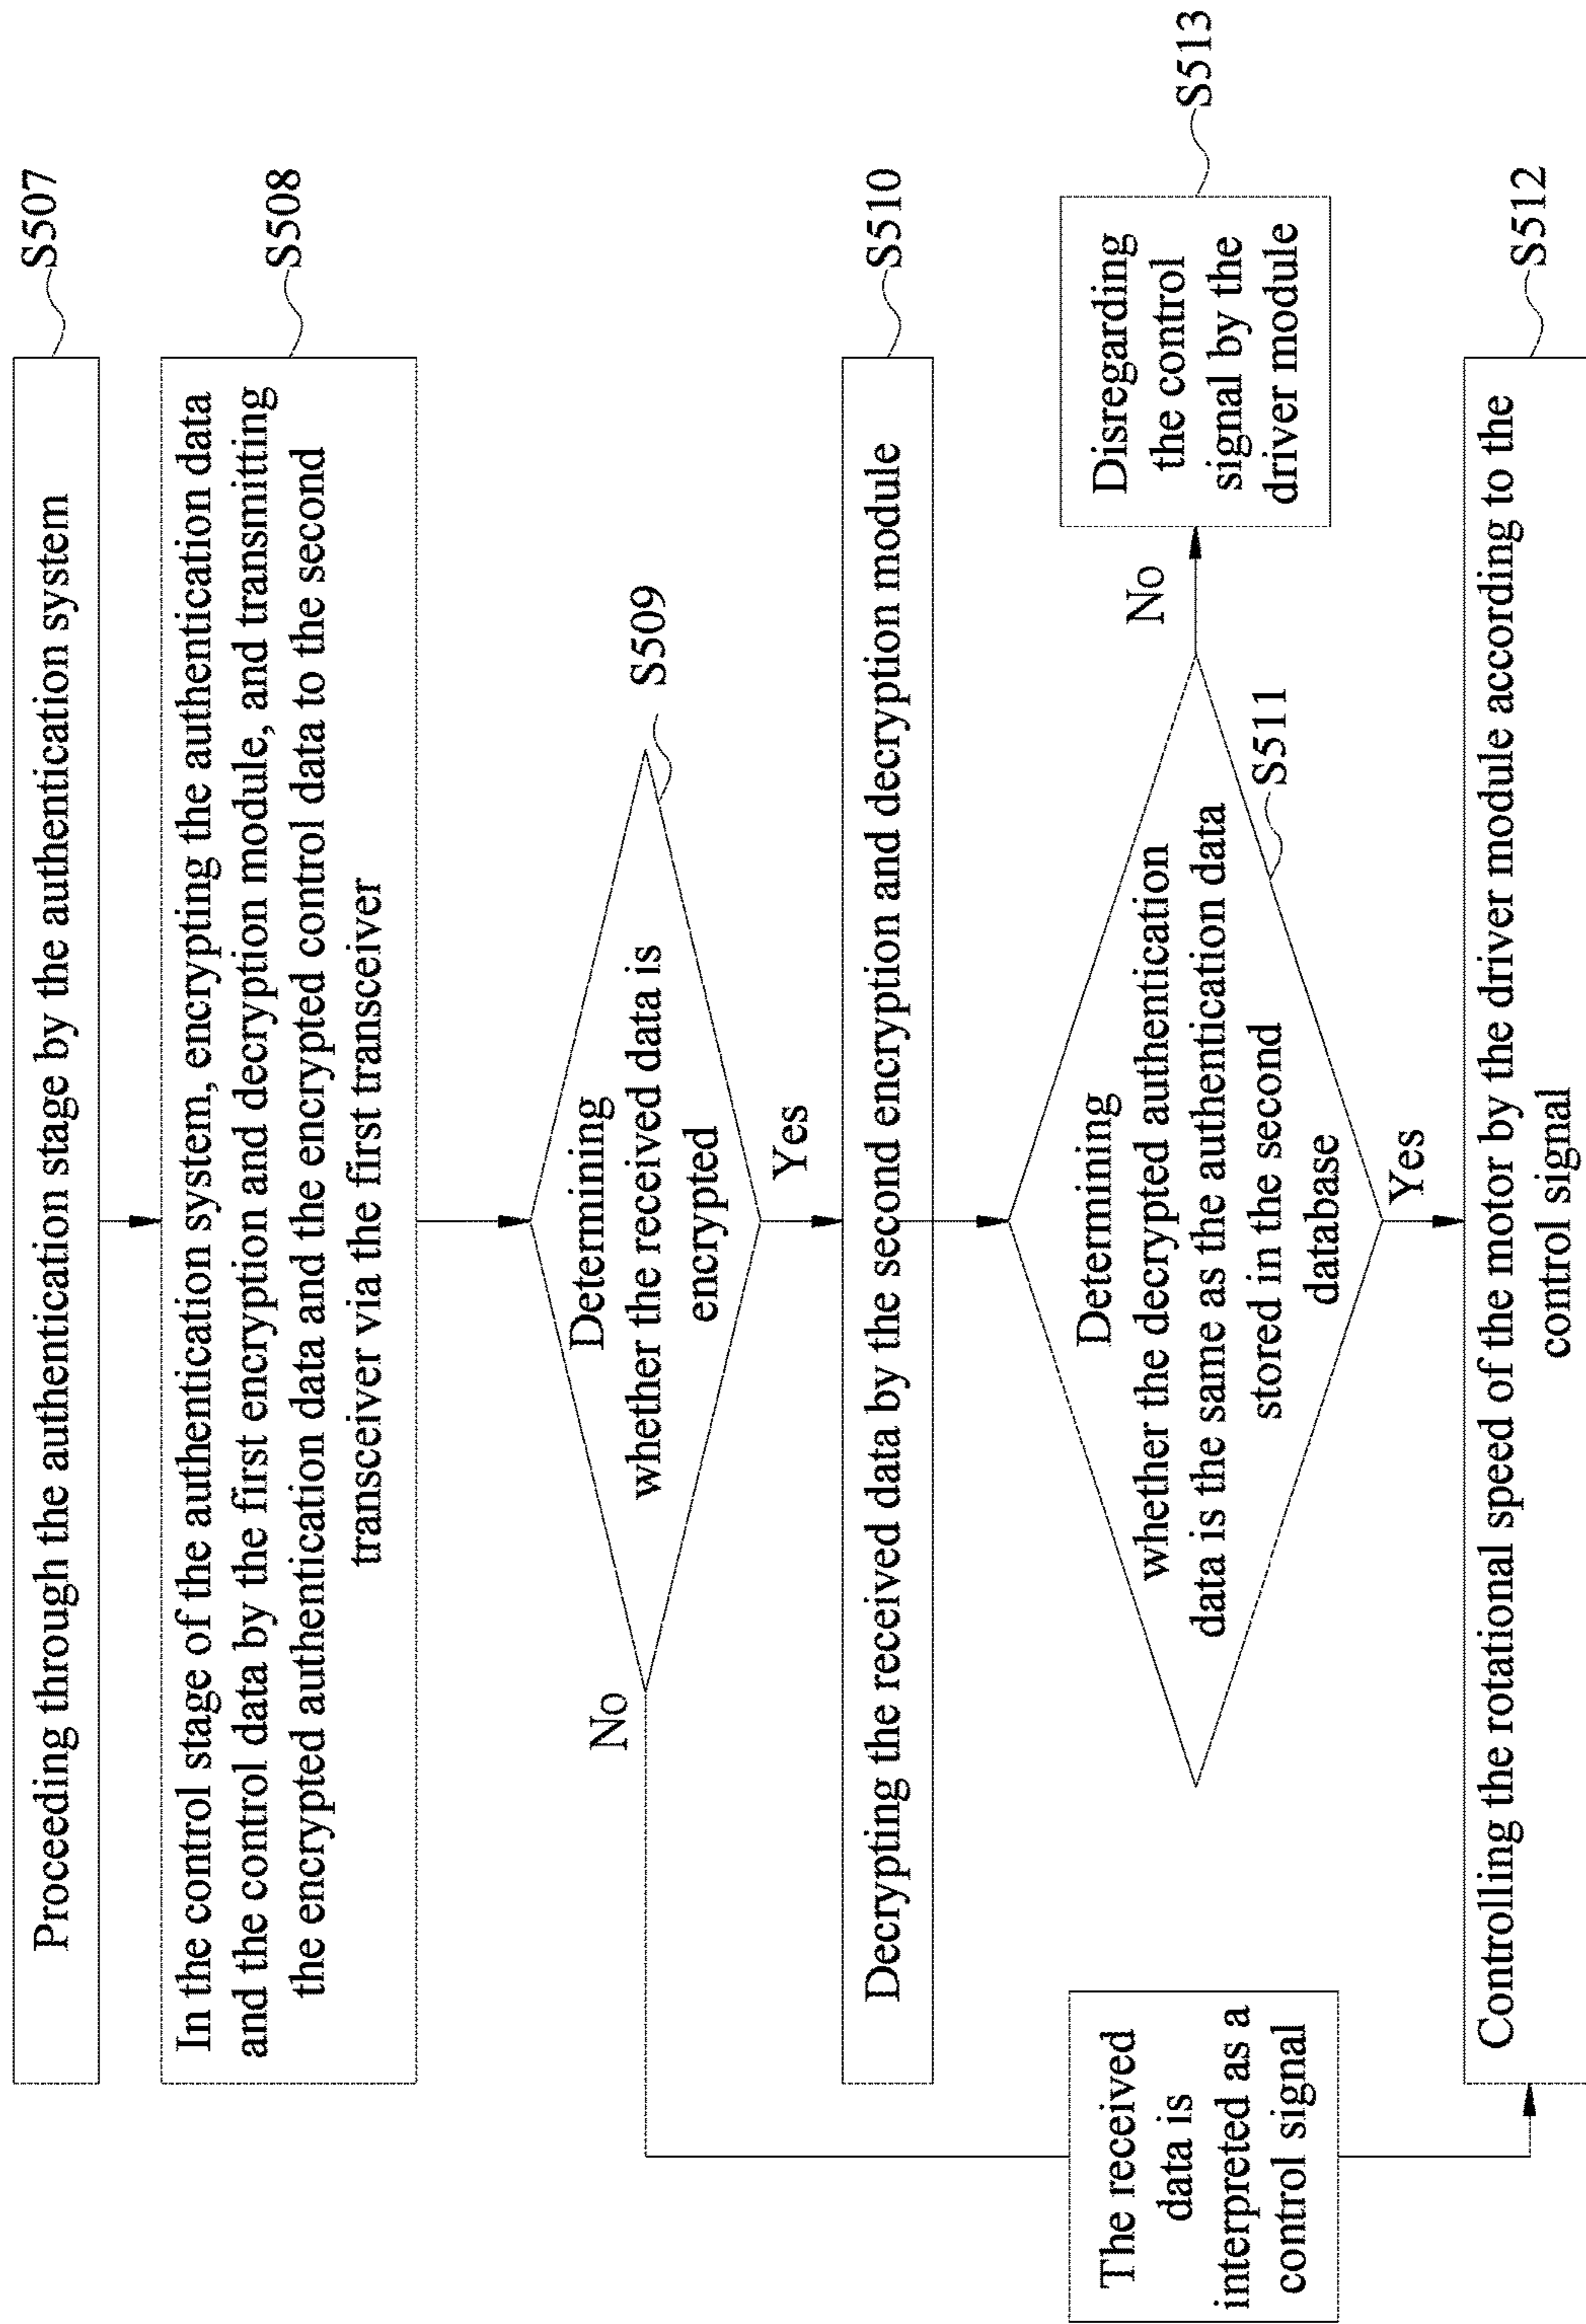 Proceeding through the authentication stage by the authentication system
S507
In the control stage of the authentication system, encrypting the authentication data
and the control data by the first encryption and decryption module, and transmitting
the encrypted authentication data and the encrypted control data to the second
transceiver via the first transceiver
S508
Determining
whether the received data is
encrypted
S509
No
Yes
Decrypting the received data by the second encryption and decryption module
S510
The received
data is
interpreted as a
control signal
Determining
whether the decrypted authentication
data is the same as the authentication data
stored in the second
database
S511
No
Disregarding
the control
signal by the
driver module
S513
Yes
Controlling the rotational speed of the motor by the driver module according to the
control signal
S512